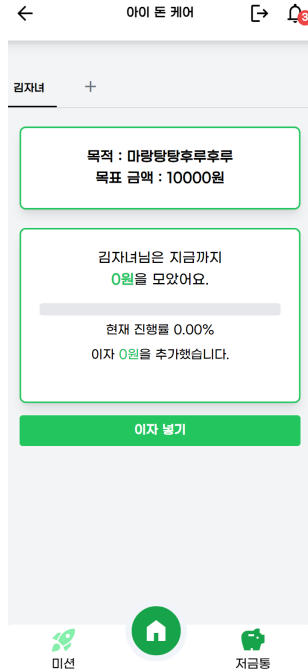 아이 돈 케어
3
김자녀
목적 : 마랑탕탕후루후루
목표 금액 : 10000원
김자녀님은 지금까지
0원을 모았어요.
현재 진행률 0.00%
이자 0원을 추가했습니다.
이자 넣기
미션
저금통